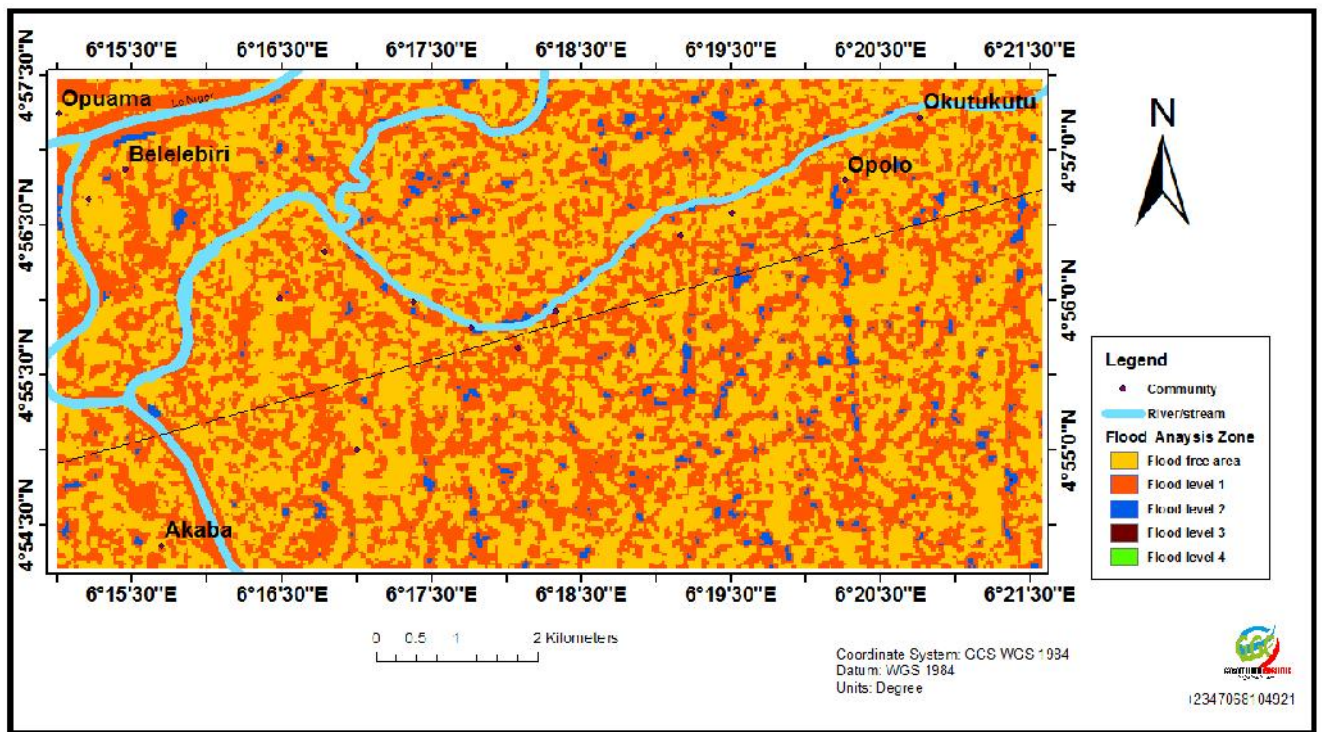 6°15'30"E 6°16'30"E 6°17'30"E 6°18'30"E 6°19'30"E 6°20'30"E 6°21'30"E
4°57'30"N
4°56'30"N
4°55'30"N
4°54'30"N
Opuama
Belelebiri
Okutukutu
Opolo
Akaba
4°57'0"N
4°56'0"N
4°55'0"N
6°15'30"E 6°16'30"E 6°17'30"E 6°18'30"E 6°19'30"E 6°20'30"E 6°21'30"E
N
Legend
Community
River/stream
Flood Anaysis Zone
Flood free area
Flood level 1
Flood level 2
Flood level 3
Flood level 4
0 0.5 1 2 Kilometers
Coordinate System: GCS WGS 1984
Datum: WGS 1984
Units: Degree
+2347068104921